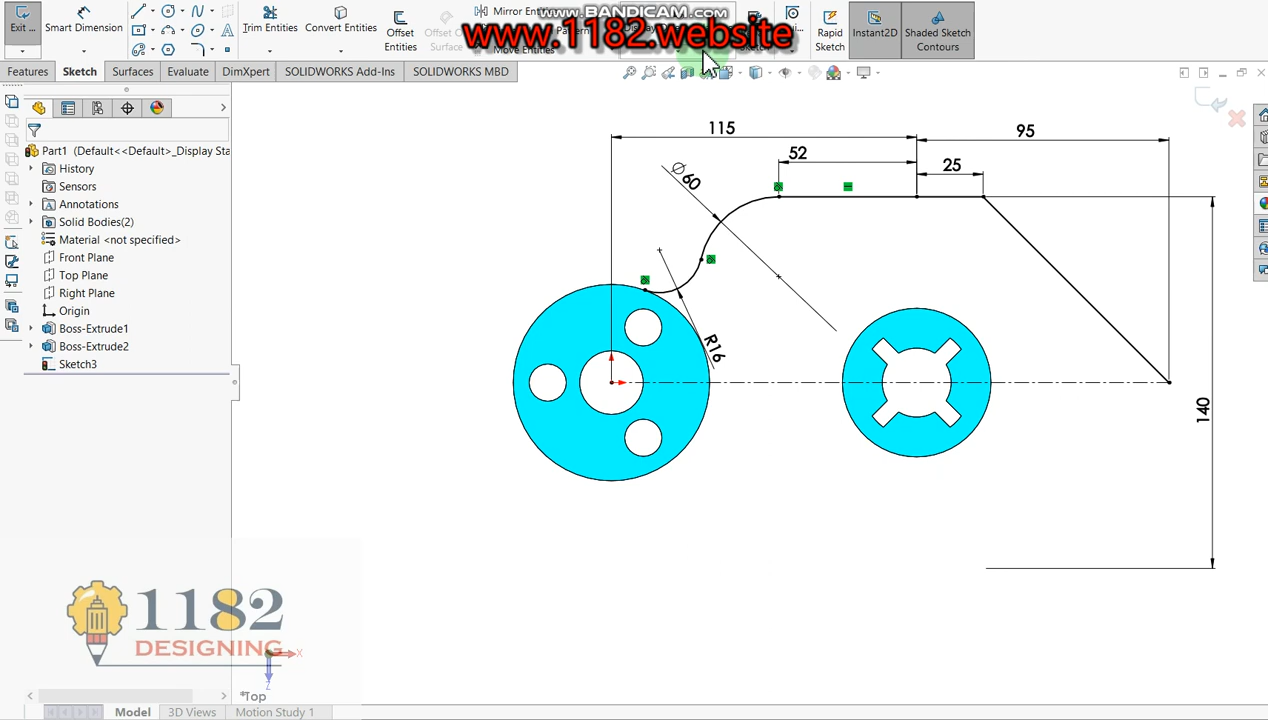 www.BANDICAM.com
www.1182.website
Exit ...
Smart Dimension
Trim Entities
Convert Entities
Offset Entities
Mirror Entities
Move Entities
Rapid Sketch
Instant2D
Shaded Sketch Contours
Features
Sketch
Surfaces
Evaluate
DimXpert
SOLIDWORKS Add-Ins
SOLIDWORKS MBD
Part1 (Default<<Default>_Display Sta
History
Sensors
Annotations
Solid Bodies(2)
Material <not specified>
Front Plane
Top Plane
Right Plane
Origin
Boss-Extrude1
Boss-Extrude2
Sketch3
115
95
52
25
∅60
R16
140
1182
DESIGNING
X
Z
*Top
Model
3D Views
Motion Study 1